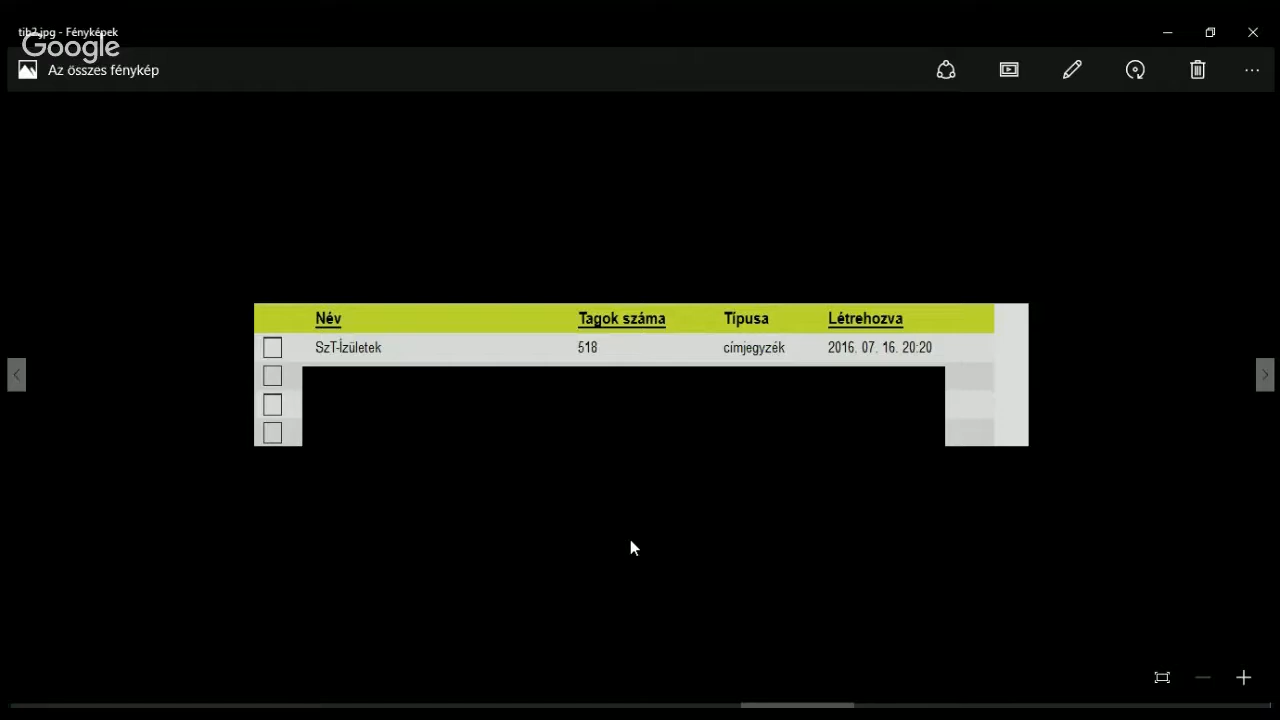 tib2.jpg - Fényképek
Google
Az összes fénykép
Név Tagok száma Típusa Létrehozva
SzT-Ízületek 518 címjegyzék 2016. 07. 16. 20:20